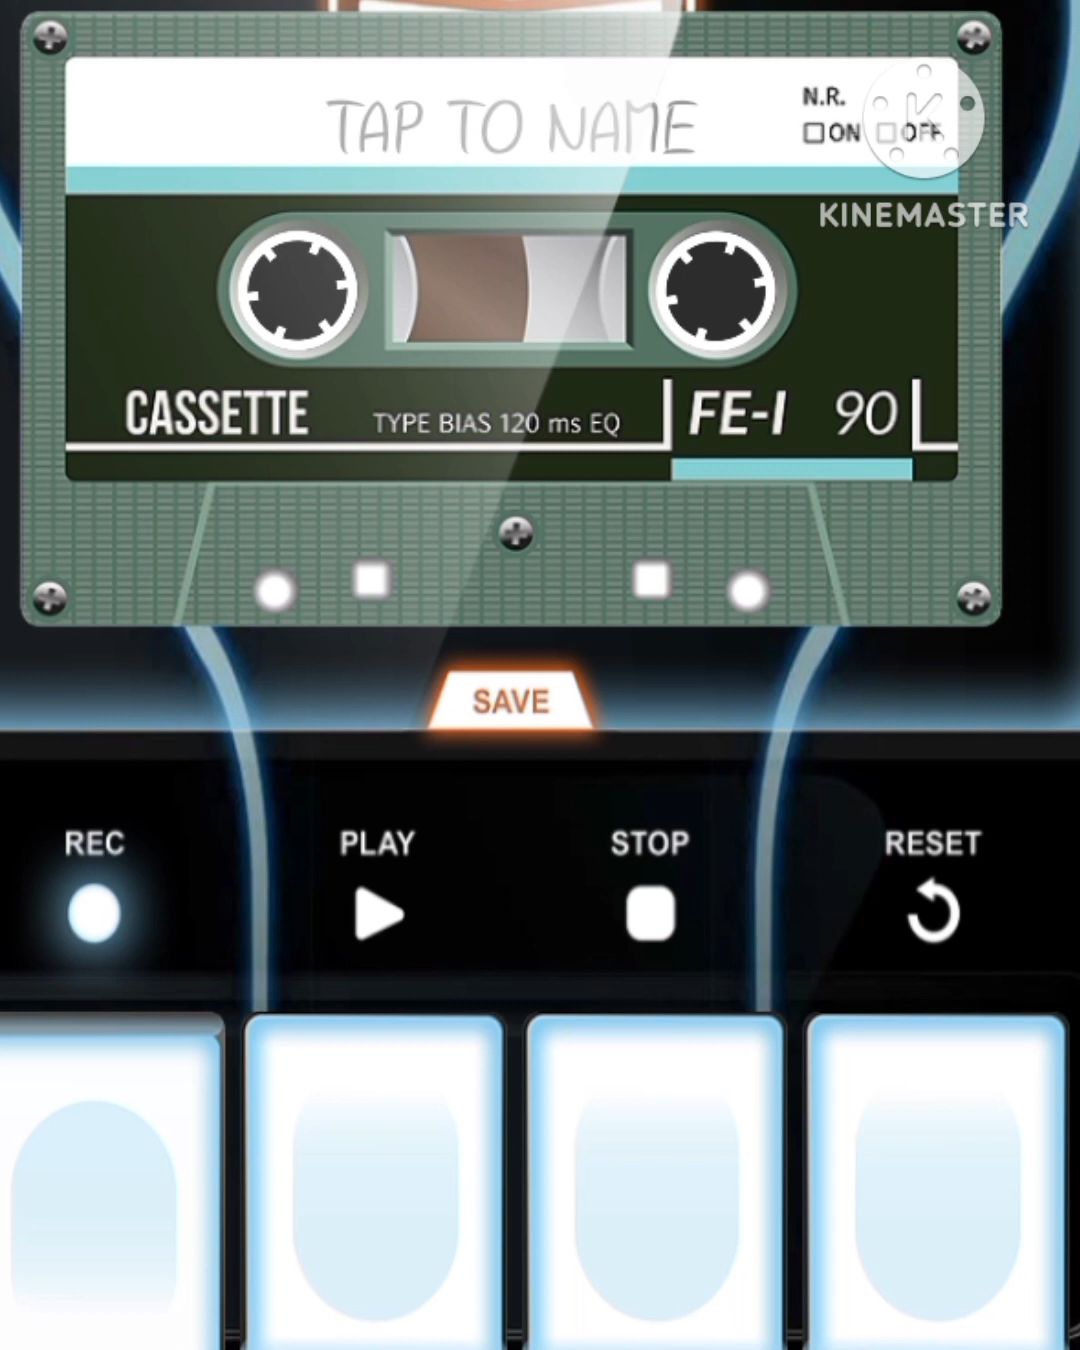 TAP TO NAME
N.R.
ON OFF
KINEMASTER
CASSETTE TYPE BIAS 120 ms EQ FE-I 90
SAVE
REC PLAY STOP RESET